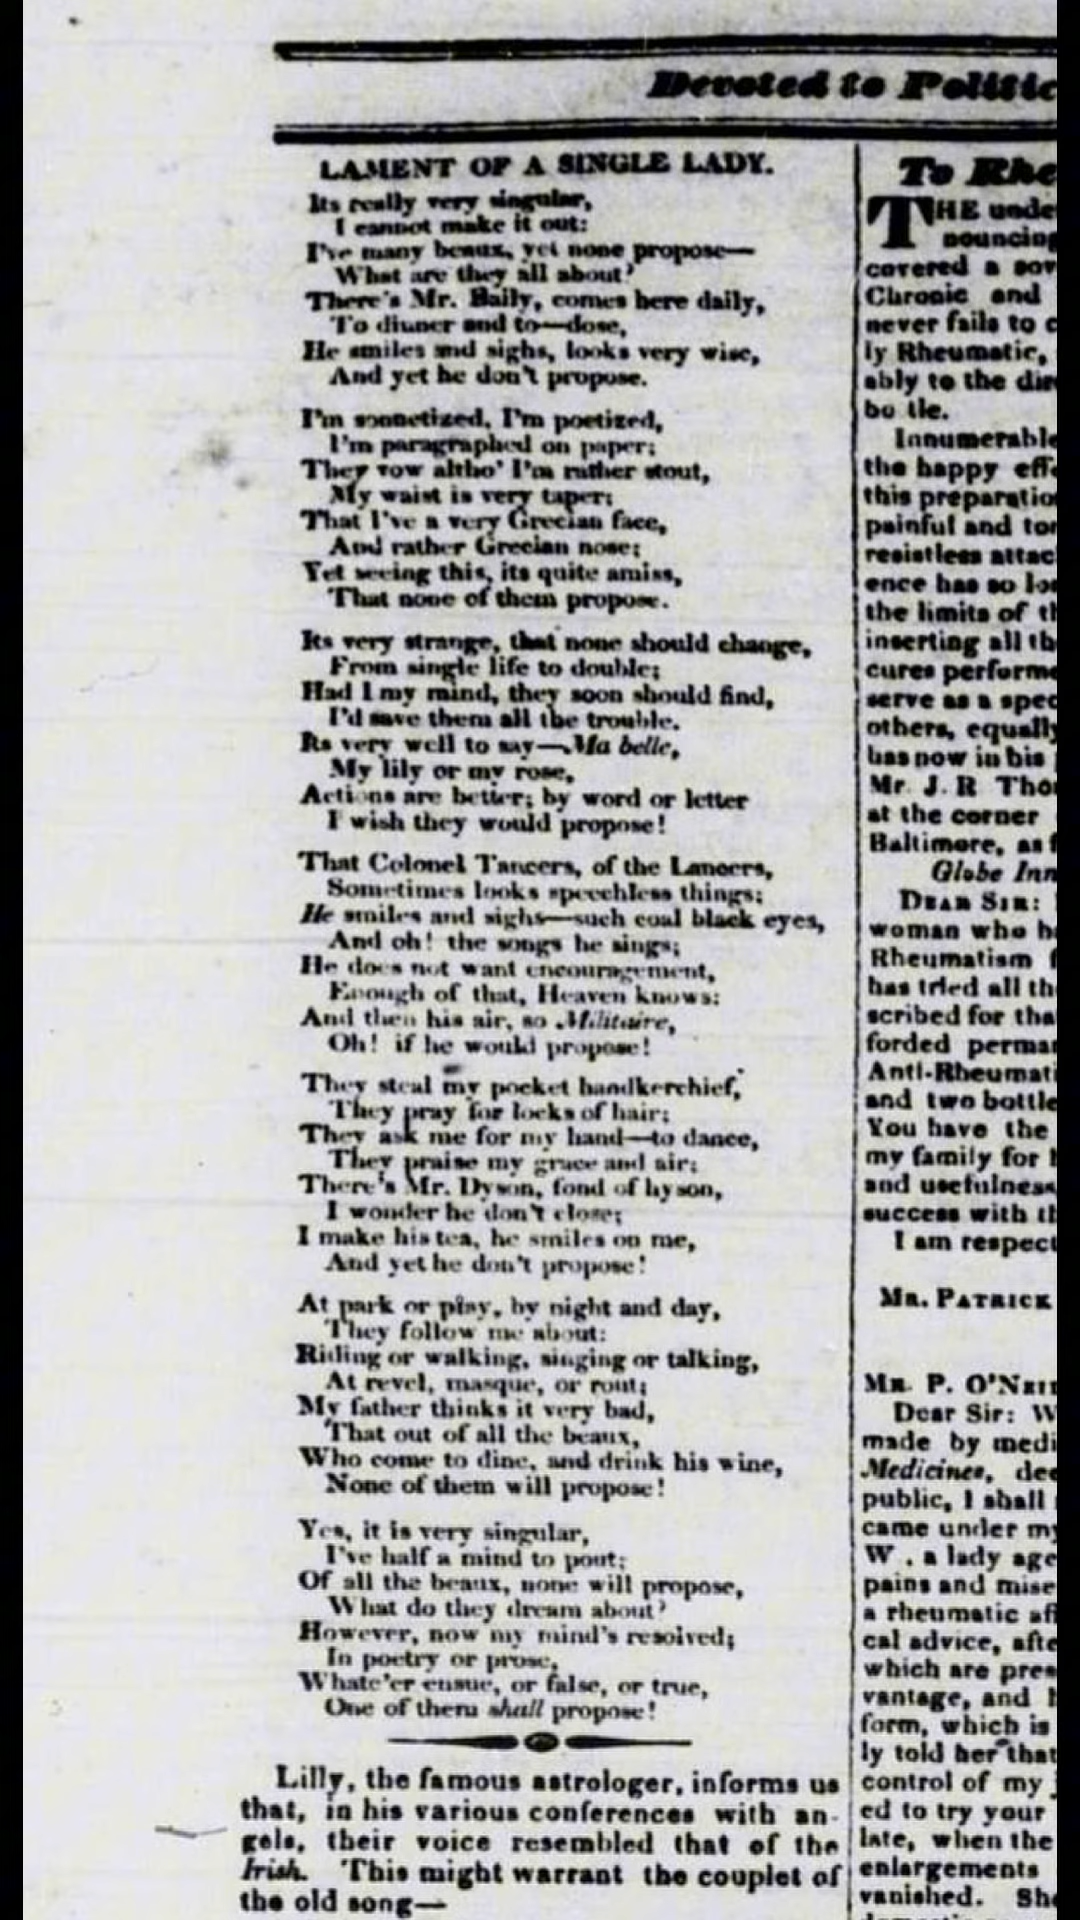 Devoted to Politic
LAMENT OF A SINGLE LADY.
Its really very singular,
I cannot make it out:
I've many beaux, yet none propose—
What are they all about?
There's Mr. Baily, comes here daily,
To dinner and to—dose,
He smiles and sighs, looks very wise,
And yet he don't propose.
I'm sonnetized, I'm poetized,
I'm paragraphed on paper;
They vow altho' I'm rather stout,
My waist is very taper;
That I've a very Grecian face,
And rather Grecian nose;
Yet seeing this, its quite amiss,
That none of them propose.
Its very strange, that none should change,
From single life to double;
Had I my mind, they soon should find,
I'd save them all the trouble.
Its very well to say—Ma belle,
My lily or my rose,
Actions are better; by word or letter
I wish they would propose!
That Colonel Tancers, of the Lancers,
Sometimes looks speechless things;
He smiles and sighs—such coal black eyes,
And oh! the songs he sings;
He does not want encouragement,
Enough of that, Heaven knows:
And then his air, so Militaire,
Oh! if he would propose!
They steal my pocket handkerchief,
They pray for locks of hair;
They ask me for my hand—to dance,
They praise my grace and air;
There's Mr. Dyson, fond of hyson,
I wonder he don't close;
I make his tea, he smiles on me,
And yet he don't propose!
At park or play, by night and day,
They follow me about:
Riding or walking, singing or talking,
At revel, masque, or rout;
My father thinks it very bad,
That out of all the beaux,
Who come to dine, and drink his wine,
None of them will propose!
Yes, it is very singular,
I've half a mind to pout;
Of all the beaux, none will propose,
What do they dream about?
However, now my mind's resolved;
In poetry or prose,
Whate'er ensue, or false, or true,
One of them shall propose!
Lilly, the famous astrologer, informs us
that, in his various conferences with an-
gels, their voice resembled that of the
Irish. This might warrant the couplet of
the old song—
To Rhe
THE unde
nouncing
covered a sov
Chronic and
never fails to c
ly Rheumatic,
ably to the dir
bo tle.
Innumerable
the happy effe
this preparatio
painful and tor
resistless attac
ence has so lo
the limits of th
inserting all th
cures performe
serve as a spec
others, equally
has now in his
Mr. J. R Tho
at the corner
Baltimore, as f
Globe Inn
DEAR SIR:
woman who h
Rheumatism f
has tried all th
scribed for tha
forded perma
Anti-Rheumati
and two bottle
You have the
my family for
and usefulness
success with th
I am respect
MR. PATRICK
MR. P. O'NEI
Dear Sir: W
made by medi
Medicines, dec
public, I shall
came under my
W . a lady age
pains and mise
a rheumatic aff
cal advice, afte
which are pres
vantage, and h
form, which is
ly told her that
control of my
ed to try your
late, when the
enlargements
vanished. She